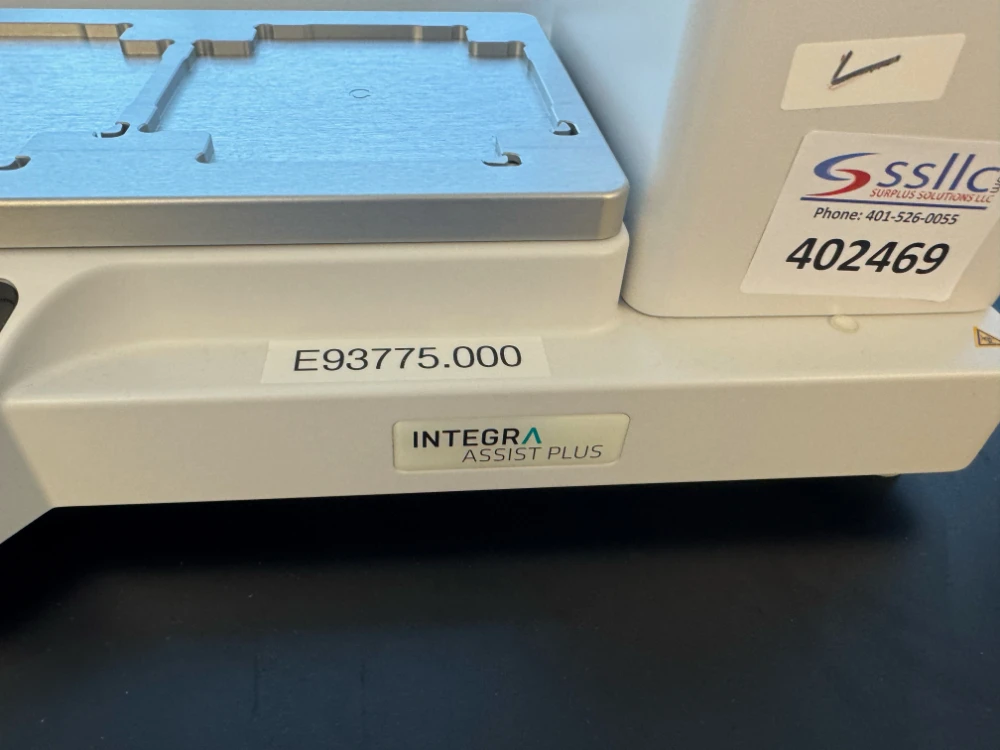 ssllc
SURPLUS SOLUTIONS LLC
Phone: 401-526-0055
402469
E93775.000
INTEGRA
ASSIST PLUS